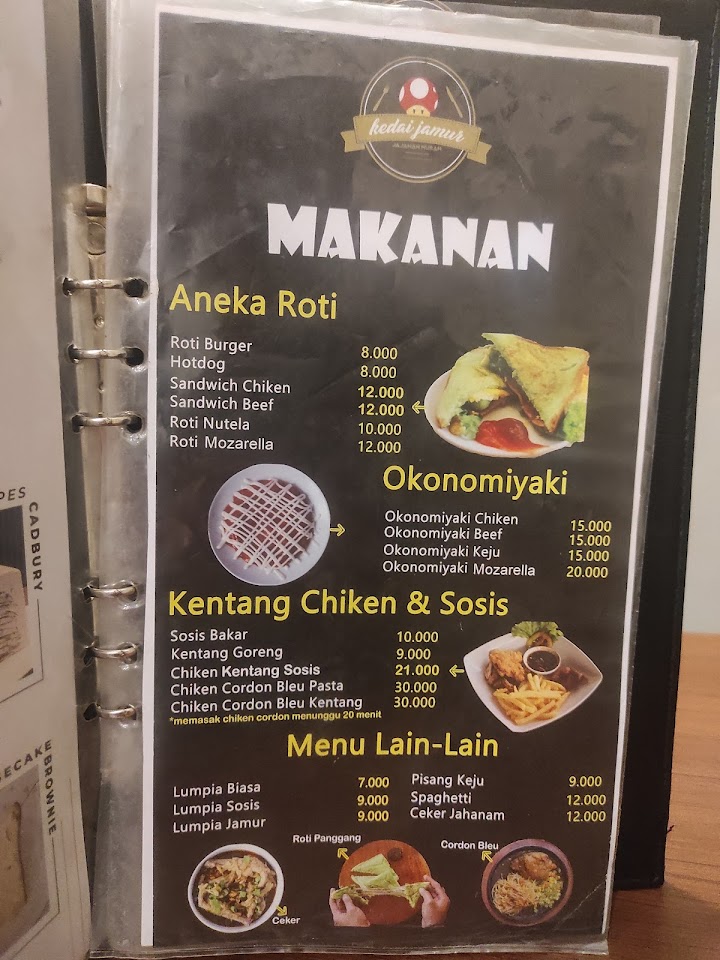 kedai jamur
MAKANAN
Aneka Roti
Roti Burger 8.000
Hotdog 8.000
Sandwich Chiken 12.000
Sandwich Beef 12.000
Roti Nutela 10.000
Roti Mozarella 12.000
Okonomiyaki
Okonomiyaki Chiken 15.000
Okonomiyaki Beef 15.000
Okonomiyaki Keju 15.000
Okonomiyaki Mozarella 20.000
Kentang Chiken & Sosis
Sosis Bakar 10.000
Kentang Goreng 9.000
Chiken Kentang Sosis 21.000
Chiken Cordon Bleu Pasta 30.000
Chiken Cordon Bleu Kentang 30.000
*memasak chiken cordon menunggu 20 menit
Menu Lain-Lain
Lumpia Biasa 7.000
Lumpia Sosis 9.000
Lumpia Jamur 9.000
Pisang Keju 9.000
Spaghetti 12.000
Ceker Jahanam 12.000
Roti Panggang
Cordon Bleu
Ceker
CADBURY
BROWNIE